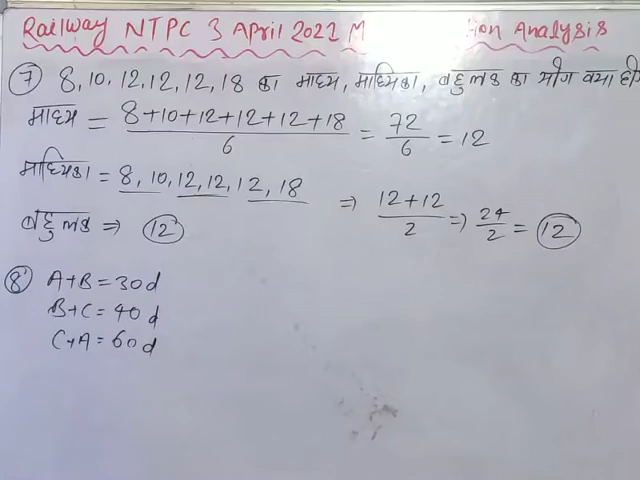 Railway NTPC 3 April 2022 M Analysis
7 8, 10, 12, 12, 12, 18 का माध्य, माध्यिका, बहुलक का योग क्या
माध्य = 8+10+12+12+12+18 / 6 = 72/6 = 12
माध्यिका = 8, 10, 12, 12, 12, 18 ⇒ 12+12 / 2 ⇒ 24/2 = 12
बहुलक ⇒ 12
8 A+B = 30d
B+C = 40d
C+A = 60d